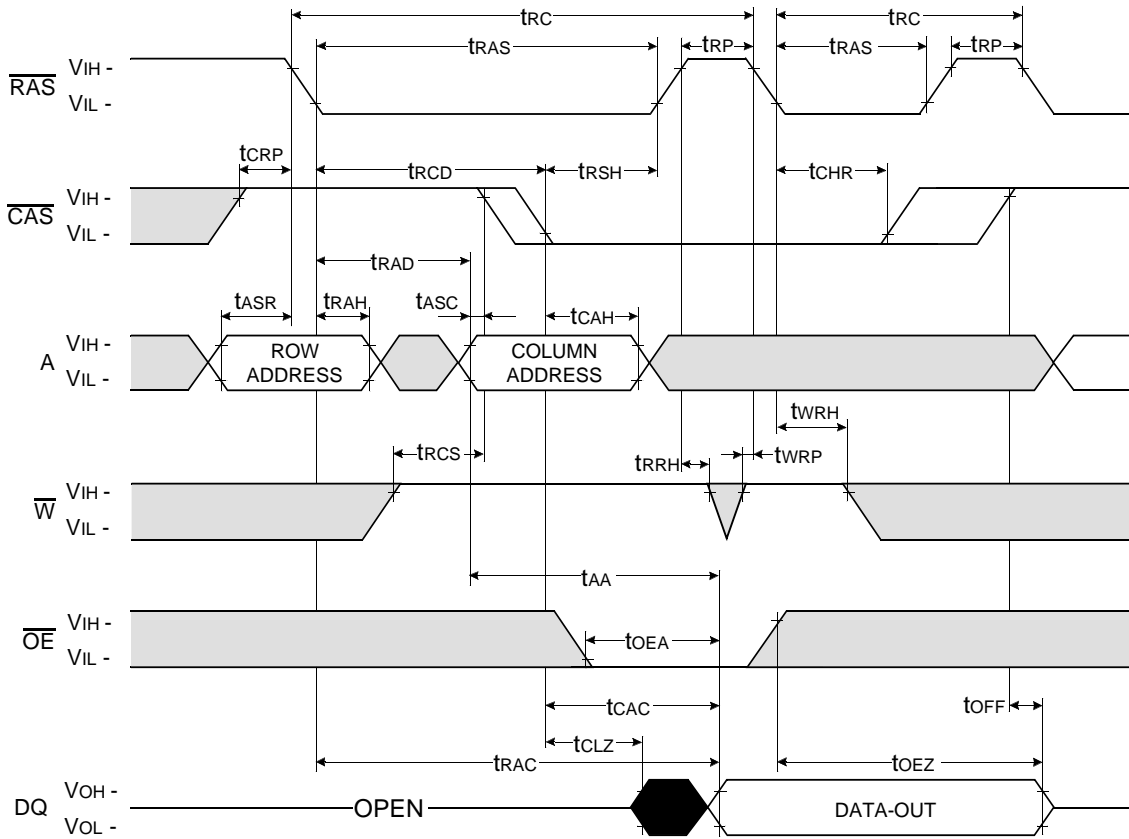 tRC tRC
tRAS tRP tRAS tRP
RAS VIH -
VIL -
tCRP tRCD tRSH tCHR
CAS VIH -
VIL -
tRAD
tASR tRAH tASC tCAH
A VIH -
VIL -
ROW
ADDRESS
COLUMN
ADDRESS
tWRH
tRCS tRRH tWRP
W VIH -
VIL -
tAA
OE VIH -
VIL -
tOEA
tCAC tOFF
tCLZ
tRAC tOEZ
DQ VOH -
VOL -
OPEN DATA-OUT